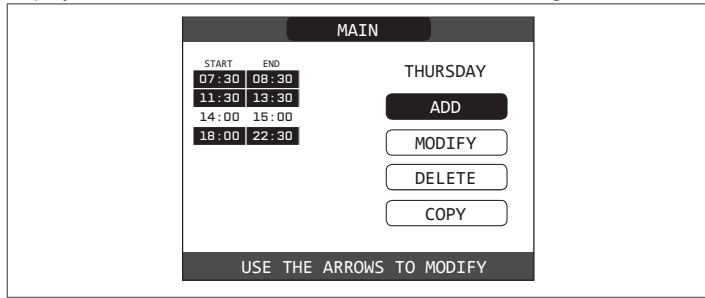 MAIN
START END
07:30 08:30
11:30 13:30
14:00 15:00
18:00 22:30
THURSDAY
ADD
MODIFY
DELETE
COPY
USE THE ARROWS TO MODIFY